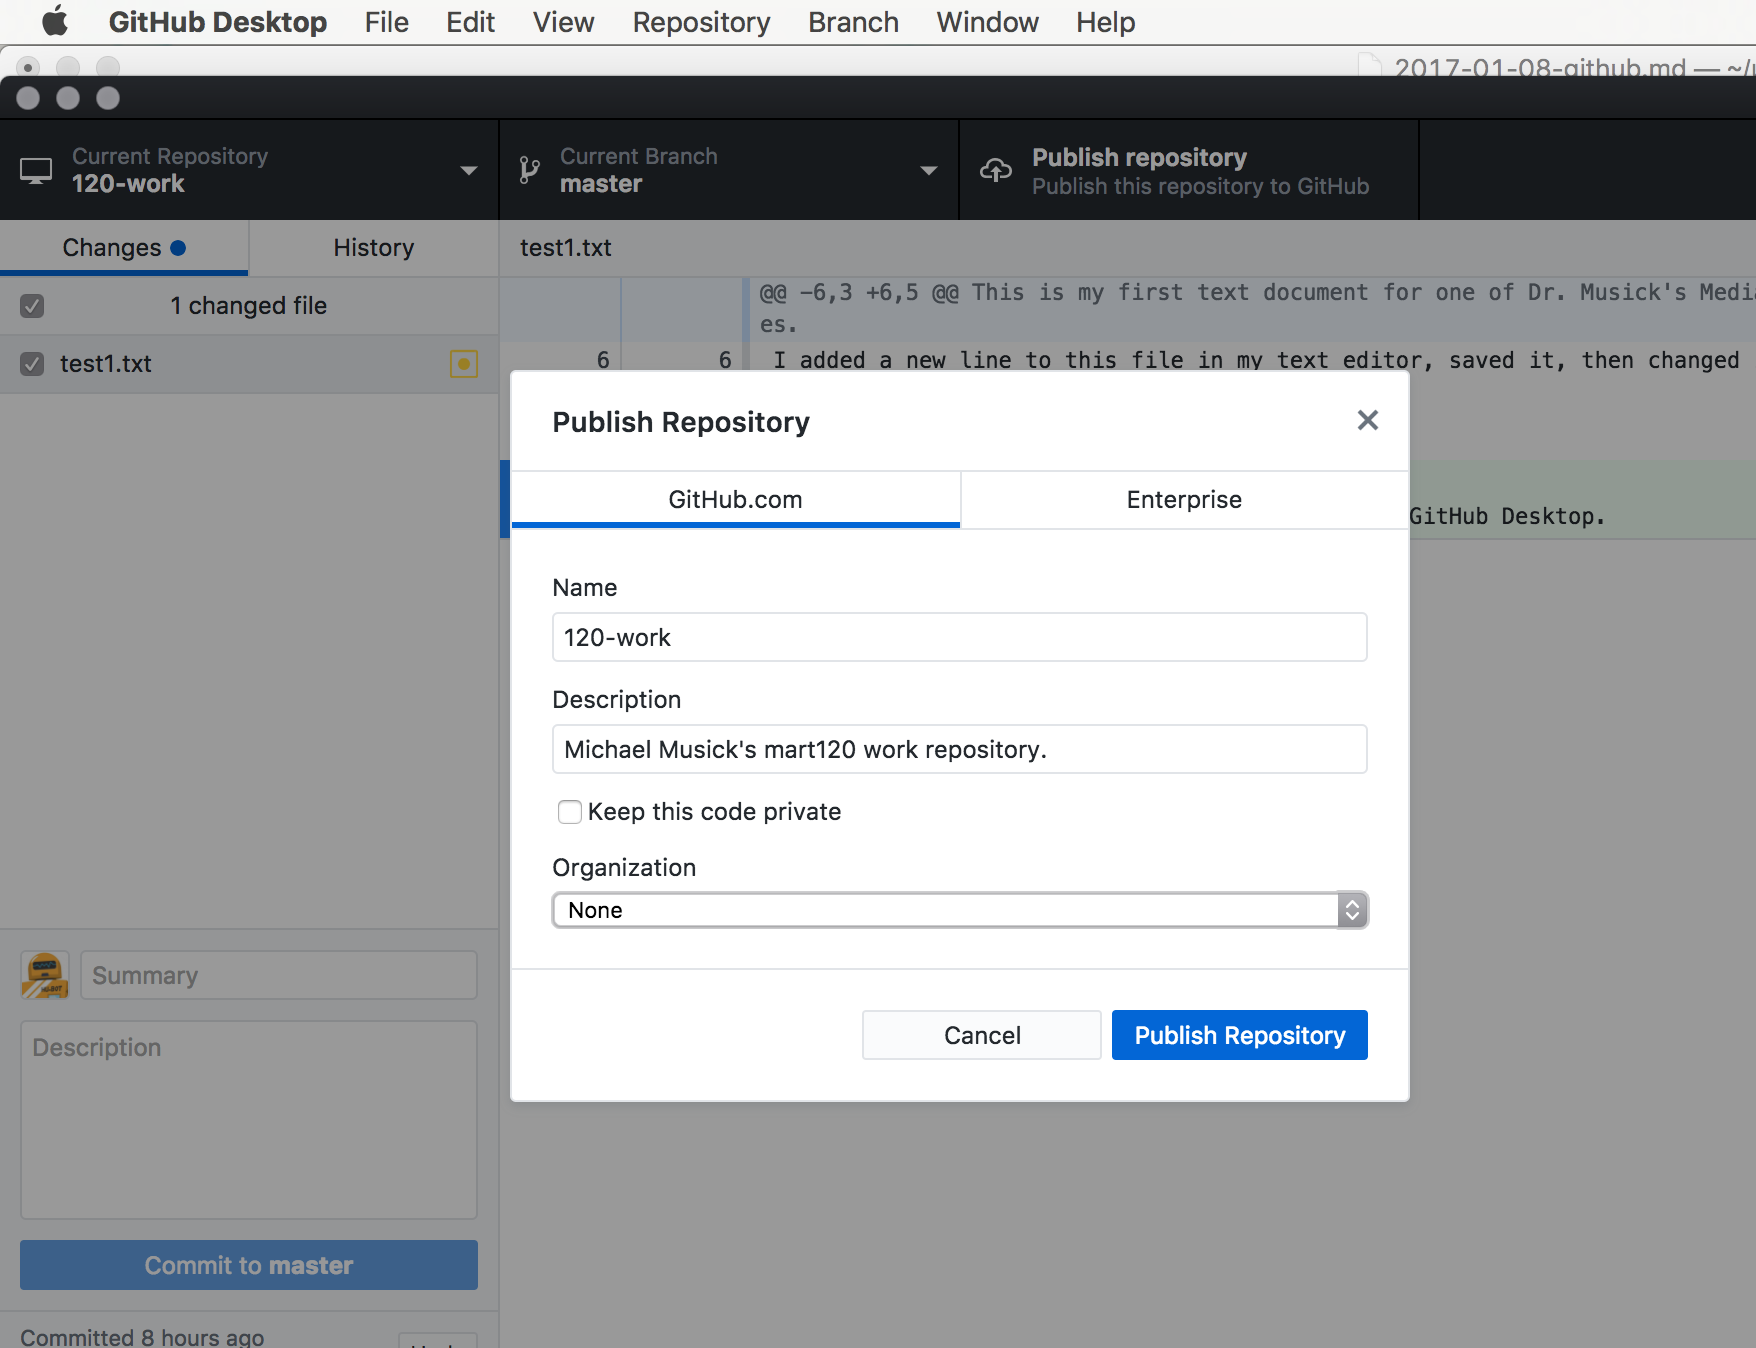 GitHub Desktop File Edit View Repository Branch Window Help
2017-01-08-github.md — ~/
Current Repository
120-work
Current Branch
master
Publish repository
Publish this repository to GitHub
Changes
History
test1.txt
1 changed file
test1.txt
@@ -6,3 +6,5 @@ This is my first text document for one of Dr. Musick's Medi
es.
6 6 I added a new line to this file in my text editor, saved it, then changed
GitHub Desktop.
Publish Repository
GitHub.com
Enterprise
Name
120-work
Description
Michael Musick's mart120 work repository.
Keep this code private
Organization
None
Cancel
Publish Repository
Summary
Description
Commit to master
Committed 8 hours ago